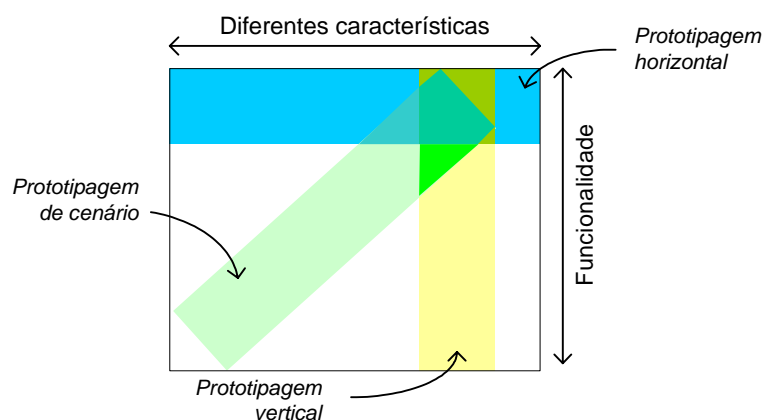 Diferentes características
Prototipagem
horizontal
Funcionalidade
Prototipagem
de cenário
Prototipagem
vertical